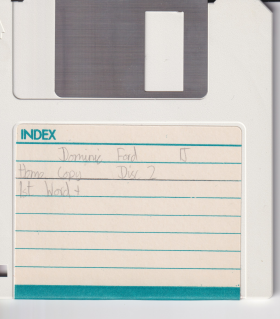 INDEX
Dominic Ford
Home Copy Disc 2
1st Word +